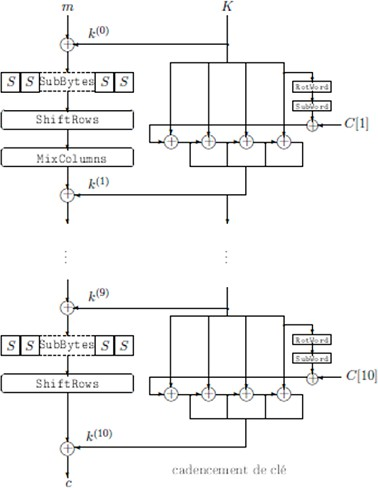 m K
k(0)
S S SubBytes S S
RotWord
ShiftRows
SubWord
C[1]
MixColumns
k(1)
k(9)
S S SubBytes S S
RotWord
SubWord
ShiftRows
C[10]
k(10)
cadencement de clé
c